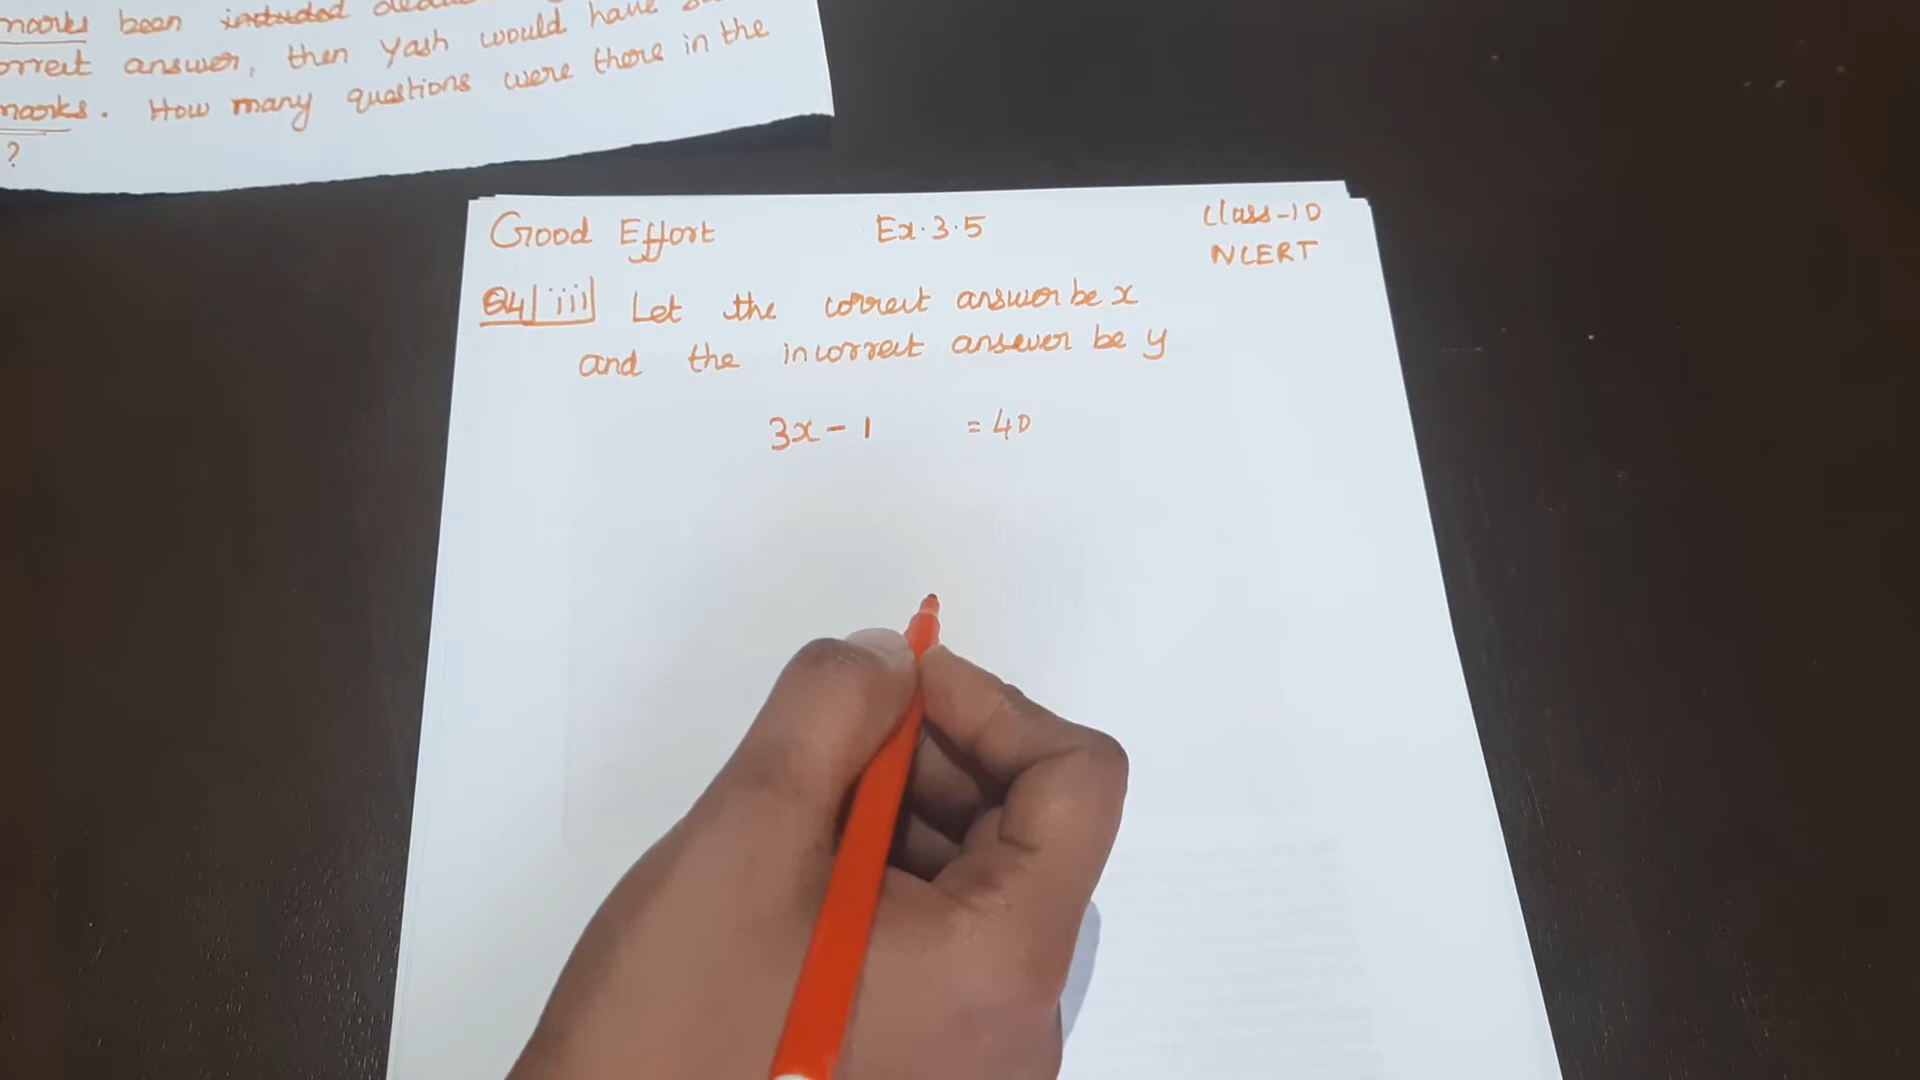 marks been included
orrect answer, then Yash would have
marks. How many questions were there in the
?
Good Effort Ex.3.5 Class-10
NCERT
Q4|iii| Let the correct answer be x
and the incorrect answer be y
3x - 1 = 40